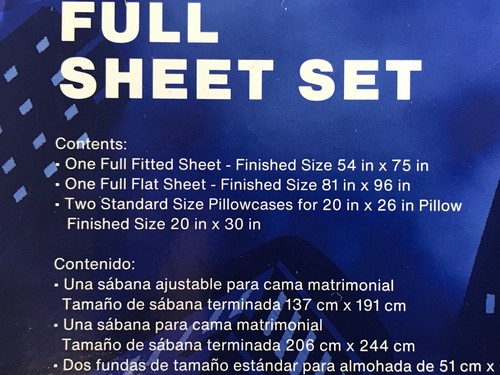 FULL
SHEET SET
Contents:
- One Full Fitted Sheet - Finished Size 54 in x 75 in
- One Full Flat Sheet - Finished Size 81 in x 96 in
- Two Standard Size Pillowcases for 20 in x 26 in Pillow
Finished Size 20 in x 30 in
Contenido:
- Una sábana ajustable para cama matrimonial
Tamaño de sábana terminada 137 cm x 191 cm
- Una sábana para cama matrimonial
Tamaño de sábana terminada 206 cm x 244 cm
- Dos fundas de tamaño estándar para almohada de 51 cm x